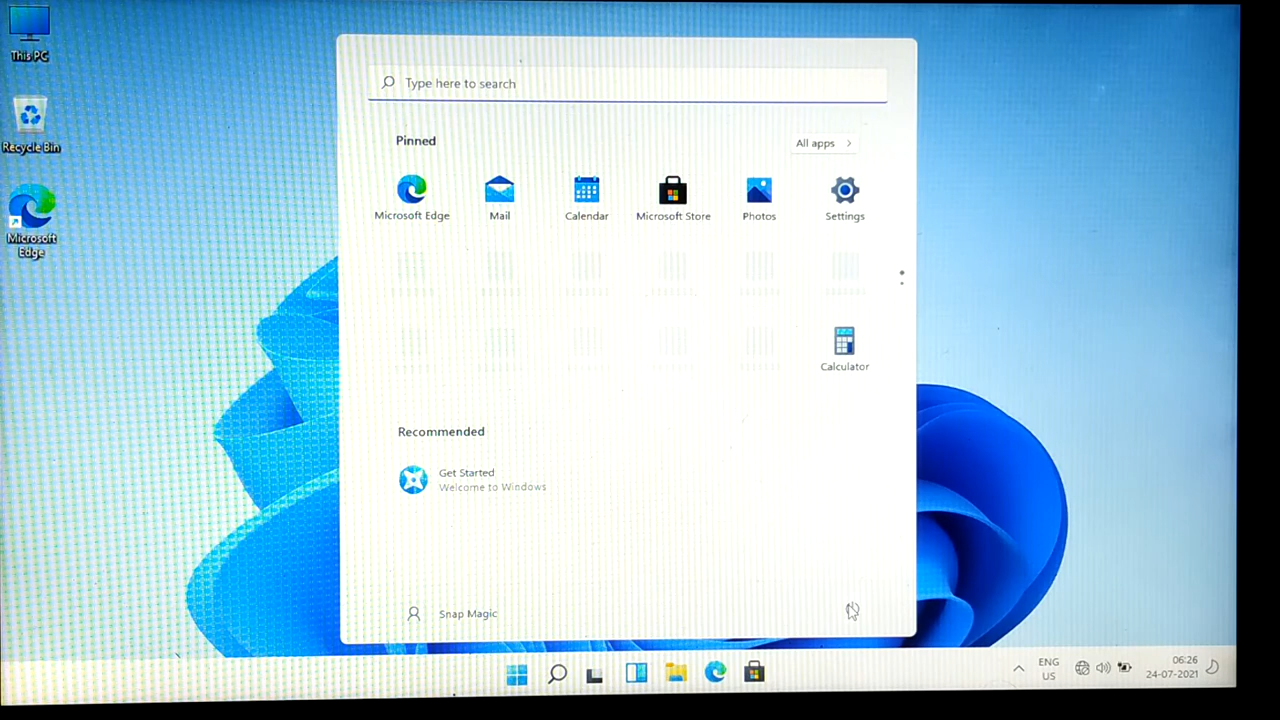 This PC
Recycle Bin
Microsoft
Edge
Type here to search
Pinned
All apps
Microsoft Edge
Mail
Calendar
Microsoft Store
Photos
Settings
Calculator
Recommended
Get Started
Welcome to Windows
Snap Magic
ENG
US
06:26
24-07-2021